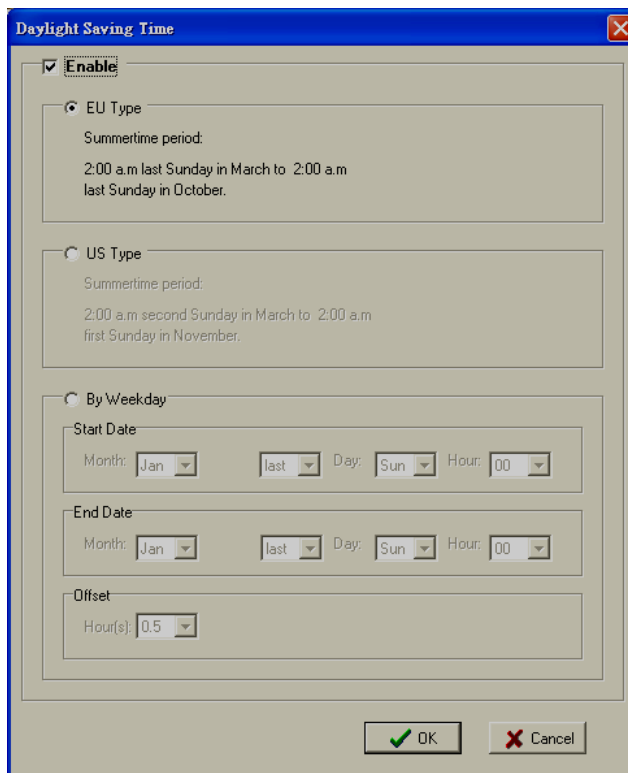 Daylight Saving Time
Enable
EU Type
Summertime period:
2:00 a.m last Sunday in March to 2:00 a.m
last Sunday in October.
US Type
Summertime period:
2:00 a.m second Sunday in March to 2:00 a.m
first Sunday in November.
By Weekday
Start Date
Month: Jan last Day: Sun Hour: 00
End Date
Month: Jan last Day: Sun Hour: 00
Offset
Hour(s): 0.5
OK Cancel